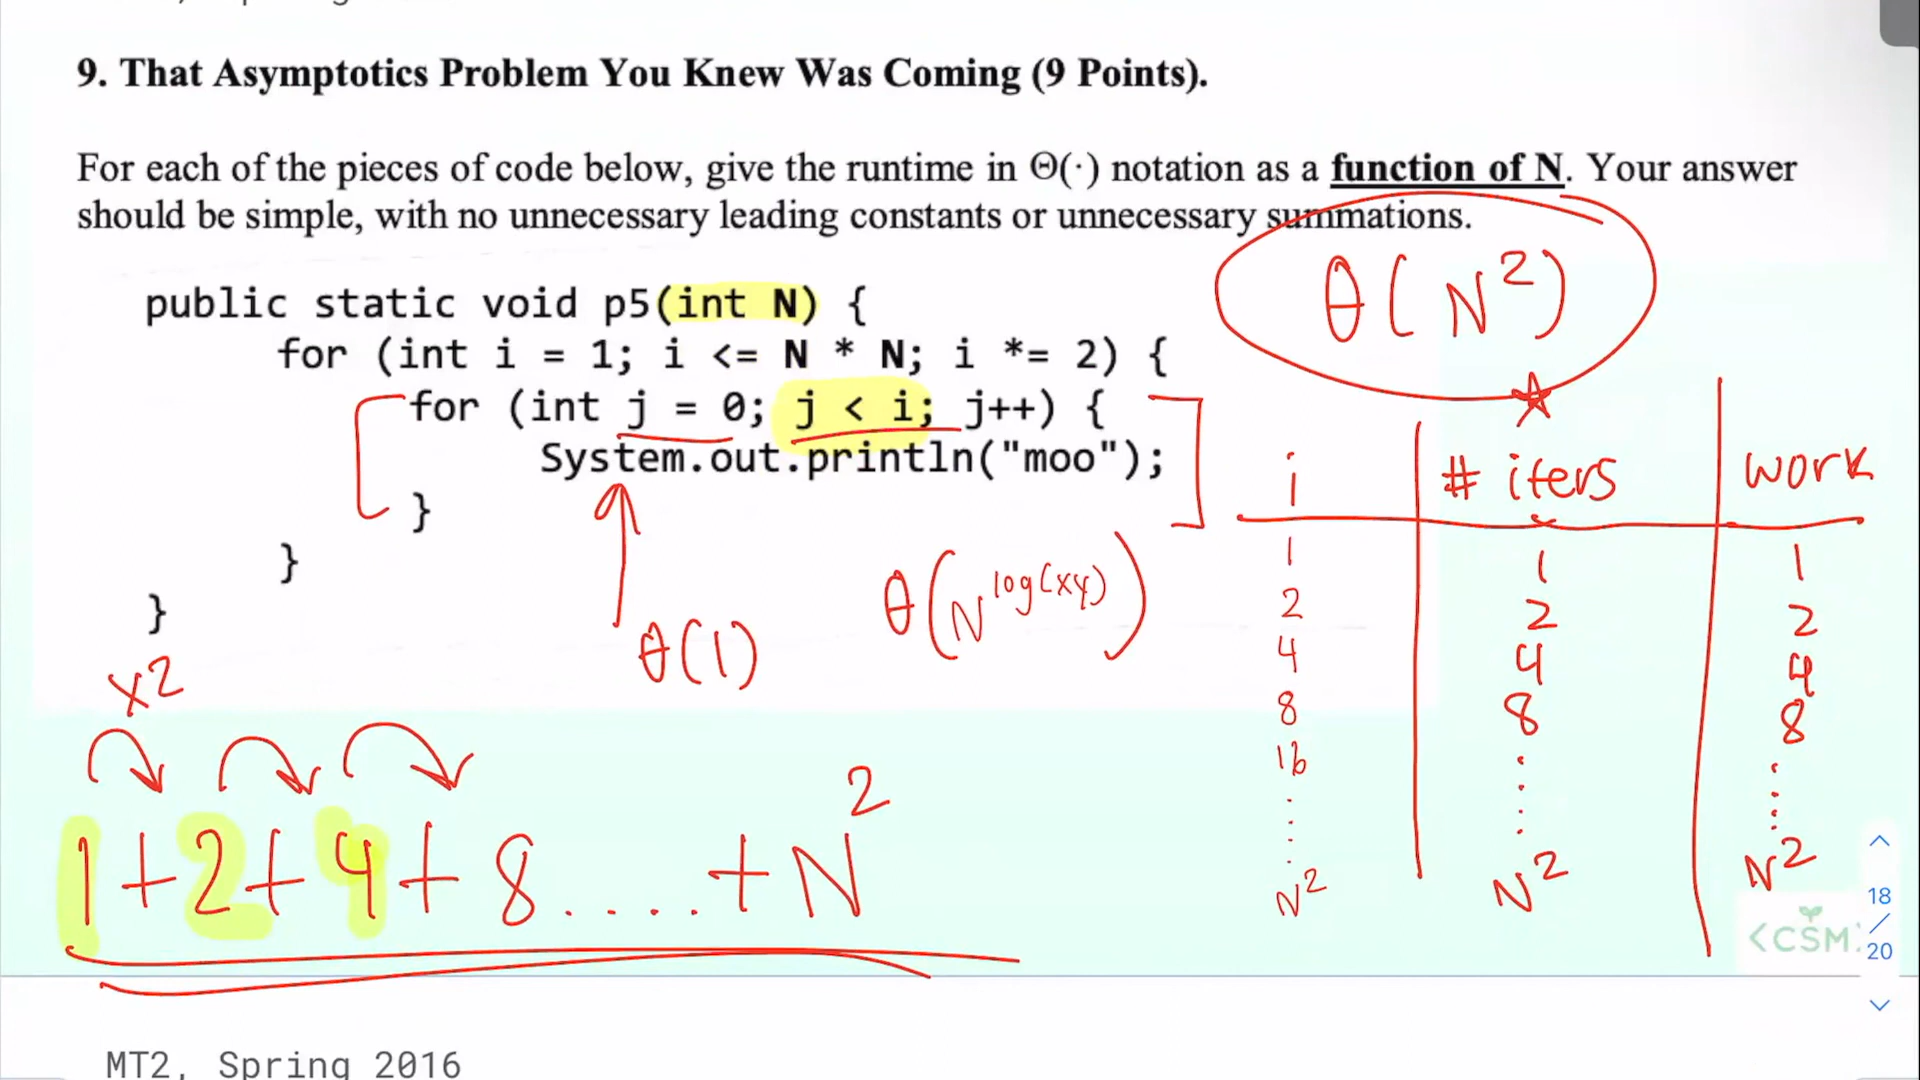 9. That Asymptotics Problem You Knew Was Coming (9 Points).
For each of the pieces of code below, give the runtime in Θ(·) notation as a function of N. Your answer
should be simple, with no unnecessary leading constants or unnecessary summations.
θ(N²)
public static void p5(int N) {
for (int i = 1; i <= N * N; i *= 2) {
for (int j = 0; j < i; j++) {
System.out.println("moo");
}
}
}
θ(1)
θ(N^log(xy))
i # iters work
1 1 1
2 2 2
4 4 4
8 8 8
16 ⋮ ⋮
⋮
N² N² N²
x2
1+2+4+8.....+N²
<CSM>
18
/
20
MT2, Spring 2016